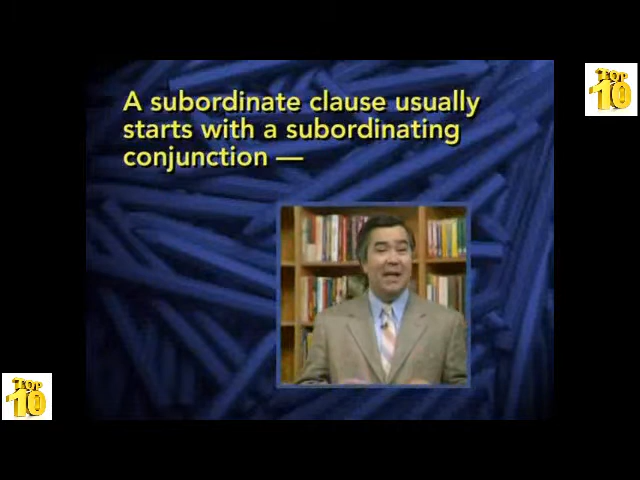 A subordinate clause usually
starts with a subordinating
conjunction —
TOP
10
TOP
10